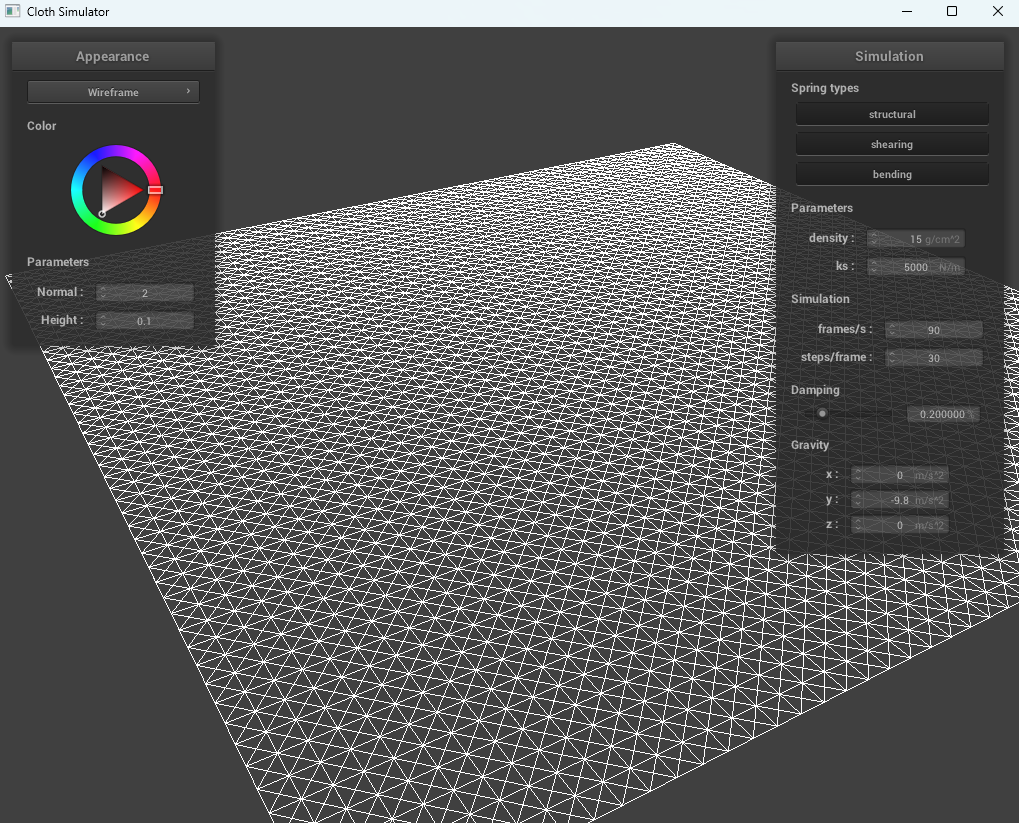 Cloth Simulator
Appearance
Wireframe
Color
Parameters
Normal : 2
Height : 0.1
Simulation
Spring types
structural
shearing
bending
Parameters
density : 15 g/cm^2
ks : 5000 N/m
Simulation
frames/s : 90
steps/frame : 30
Damping
0.200000 %
Gravity
x : 0 m/s^2
y : -9.8 m/s^2
z : 0 m/s^2